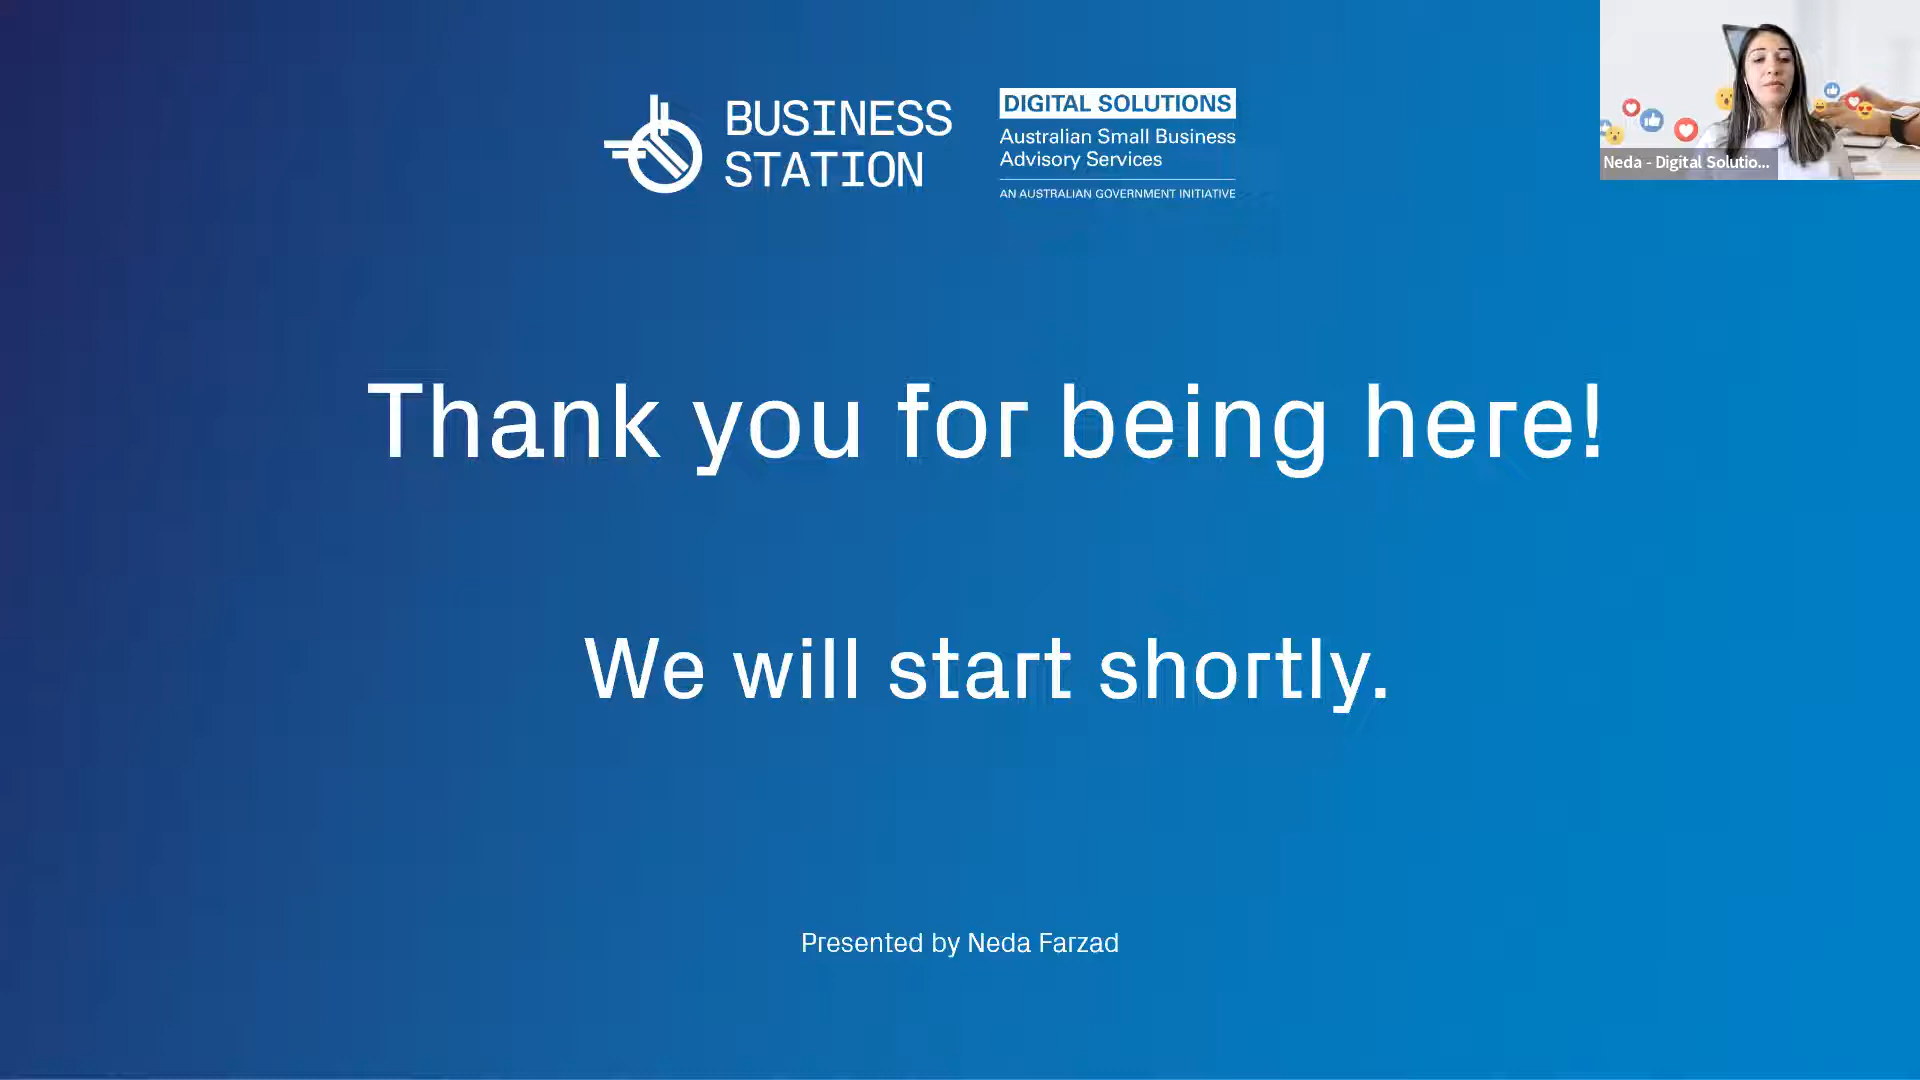 BUSINESS
STATION
DIGITAL SOLUTIONS
Australian Small Business
Advisory Services
AN AUSTRALIAN GOVERNMENT INITIATIVE
Neda - Digital Solutio...
Thank you for being here!
We will start shortly.
Presented by Neda Farzad